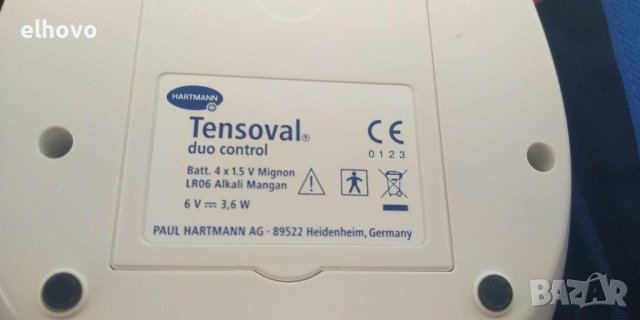 elhovo
HARTMANN
Tensoval®
duo control
CE
0123
Batt. 4 x 1.5 V Mignon
LR06 Alkali Mangan
6 V ⎓ 3,6 W
PAUL HARTMANN AG · 89522 Heidenheim, Germany
BAZAR